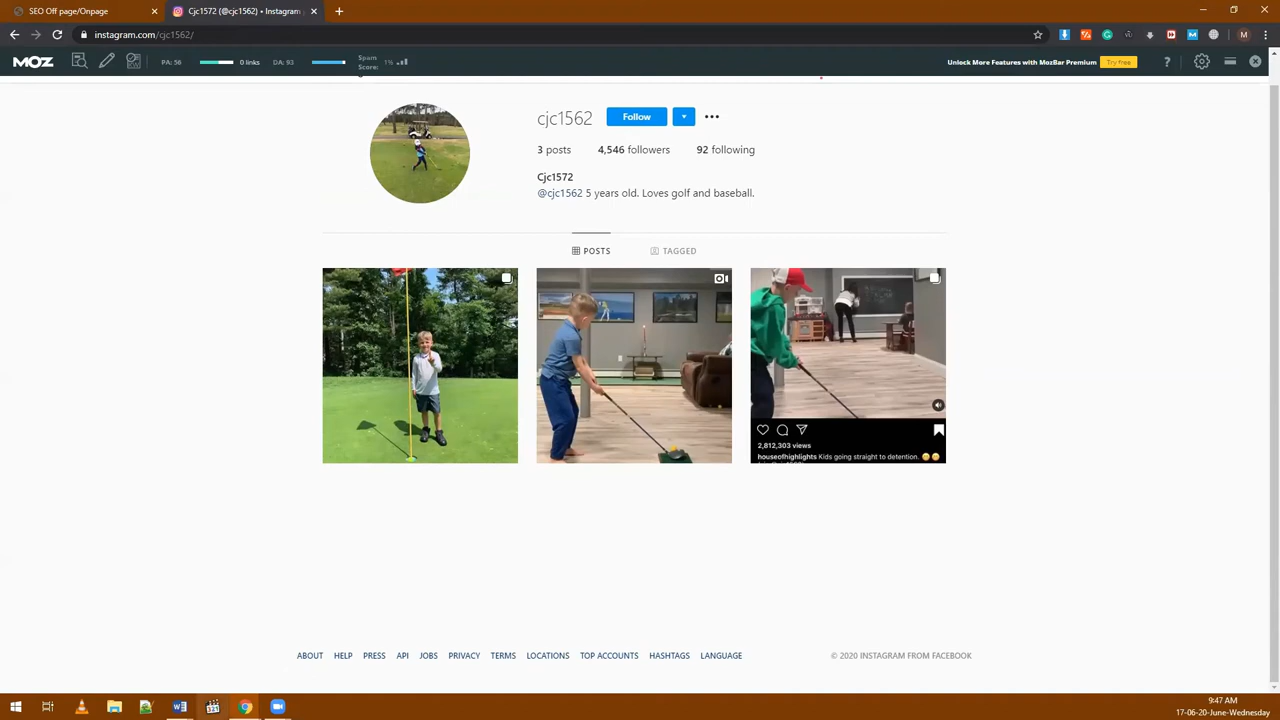 SEO Off page/Onpage
Cjc1572 (@cjc1562) • Instagram
instagram.com/cjc1562/
MOZ
PA: 56
0 links
DA: 93
Spam
Score:
1%
Unlock More Features with MozBar Premium
Try free
?
cjc1562
Follow
3 posts
4,546 followers
92 following
Cjc1572
@cjc1562 5 years old. Loves golf and baseball.
POSTS
TAGGED
2,812,303 views
houseofhighlights Kids going straight to detention.
ABOUT
HELP
PRESS
API
JOBS
PRIVACY
TERMS
LOCATIONS
TOP ACCOUNTS
HASHTAGS
LANGUAGE
© 2020 INSTAGRAM FROM FACEBOOK
9:47 AM
17-06-20-June-Wednesday